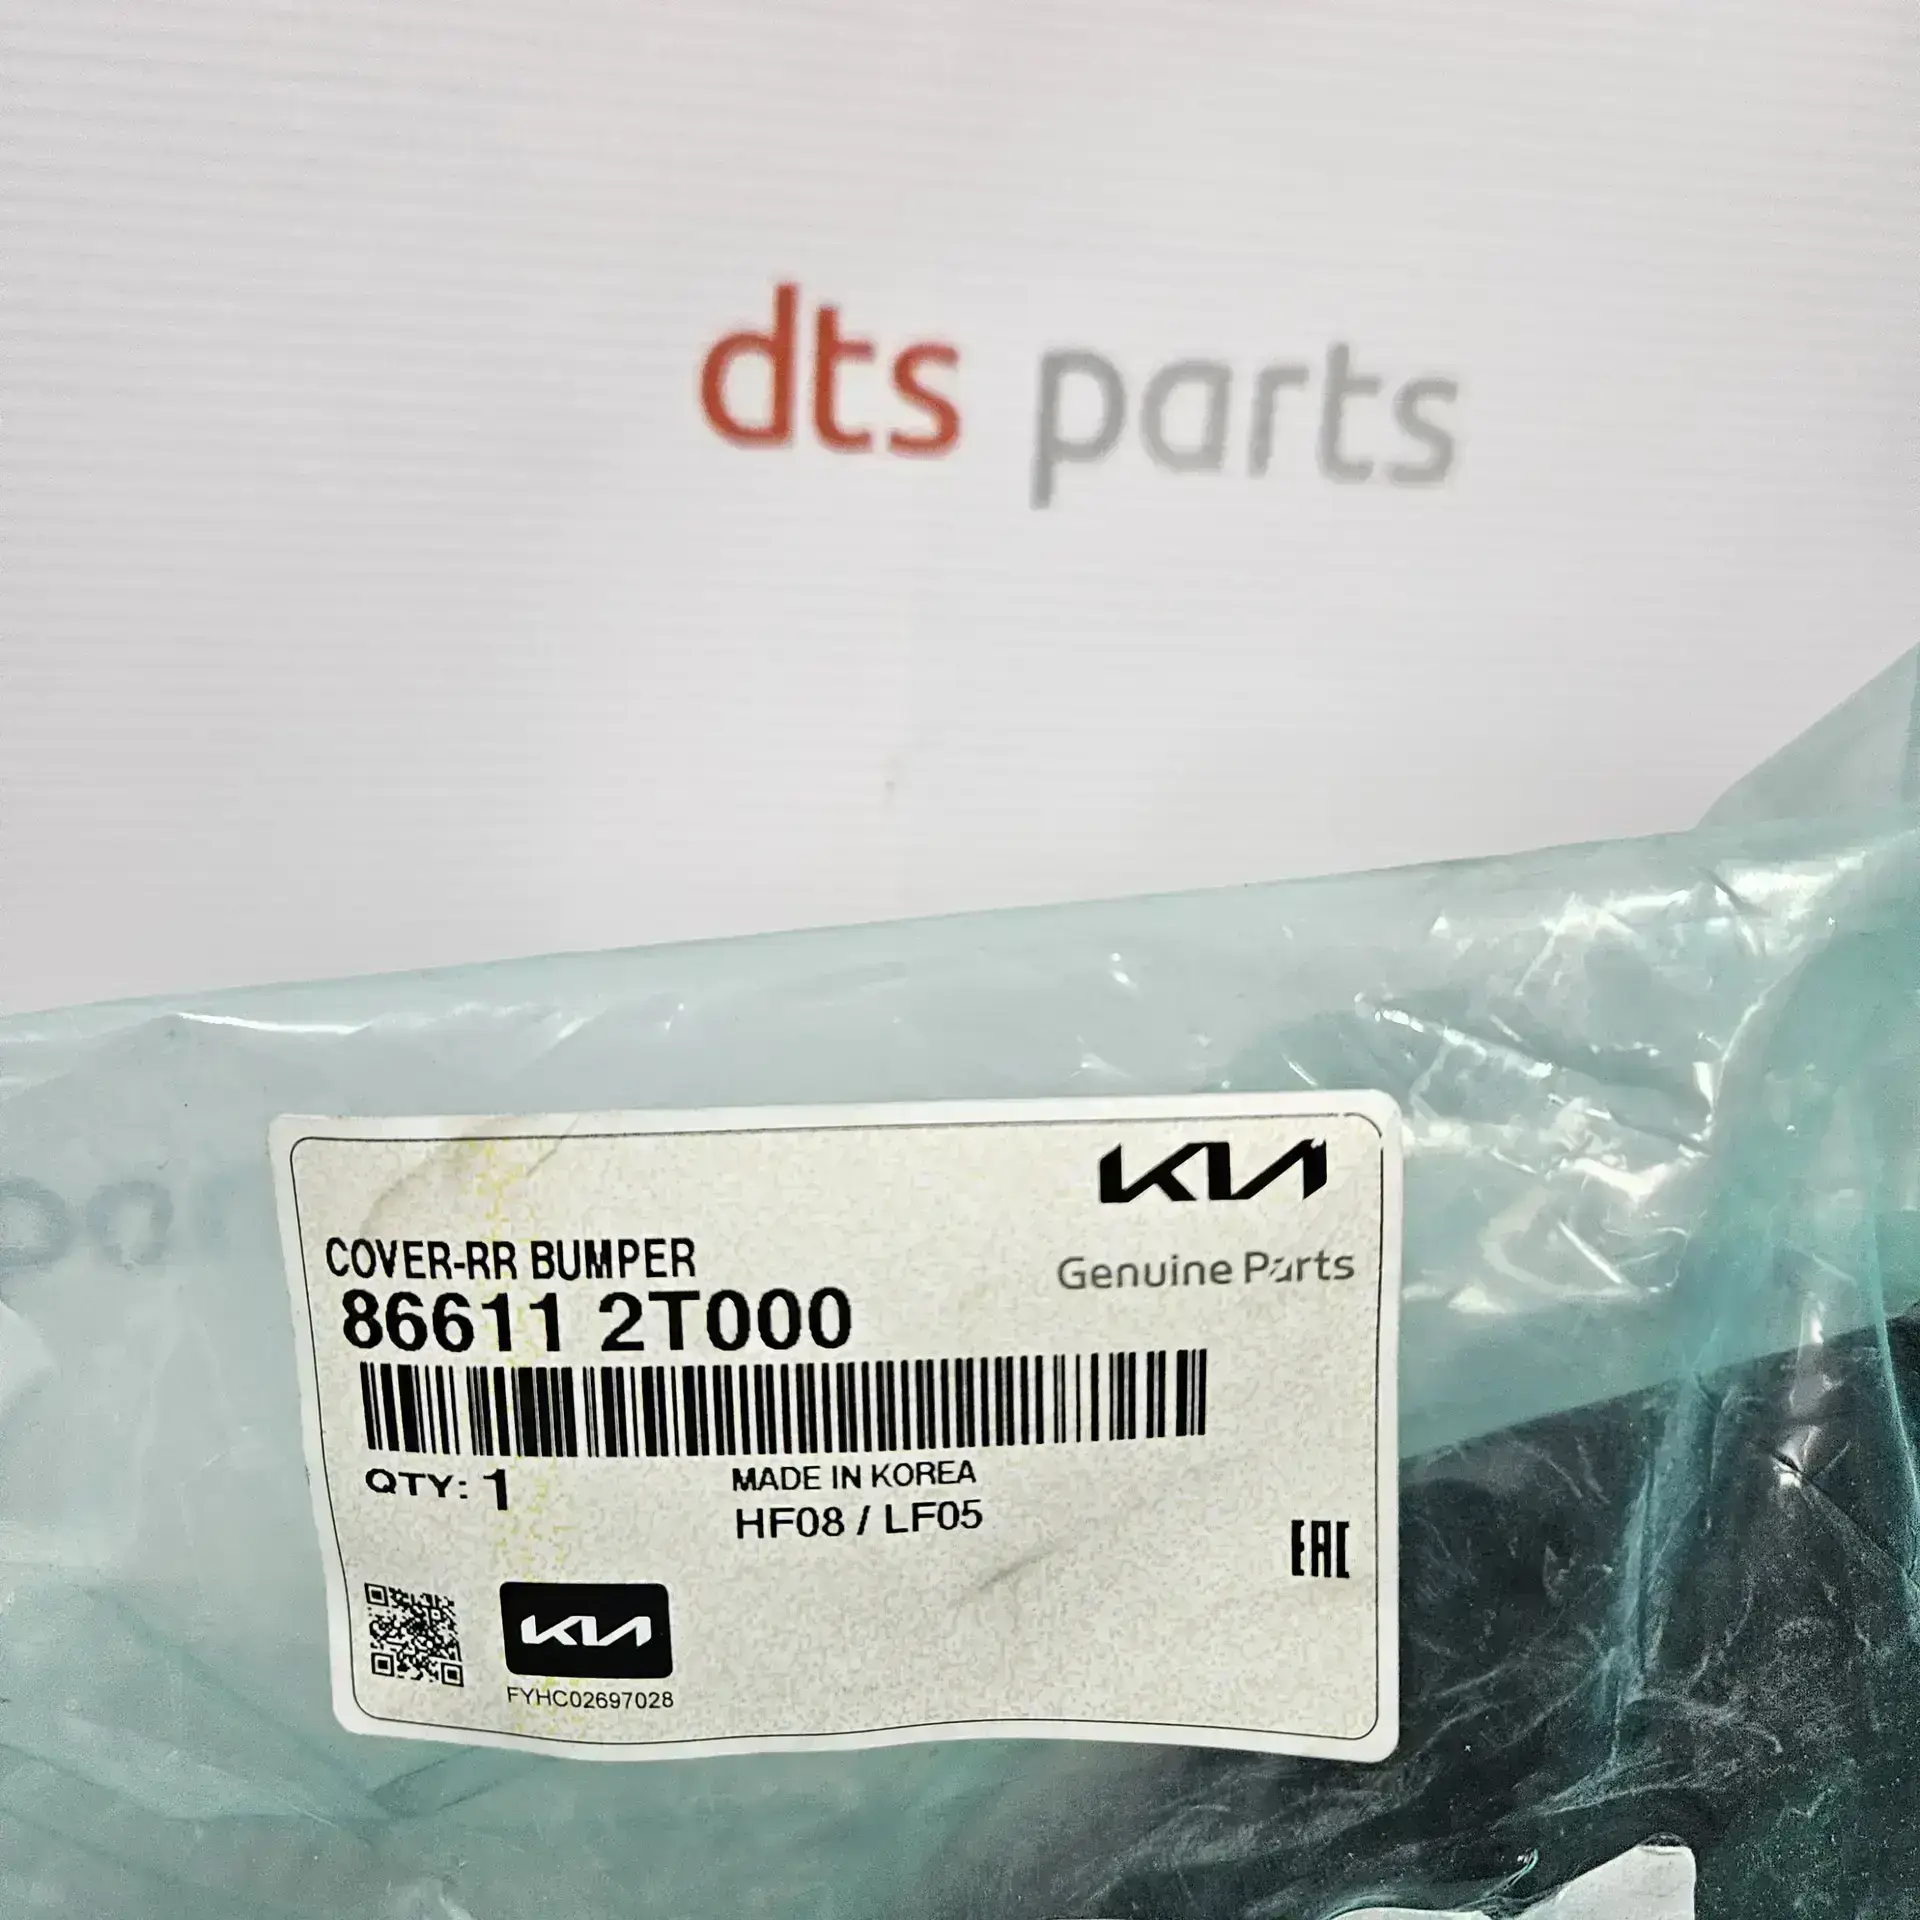 dts parts
KIA
Genuine Parts
COVER-RR BUMPER
86611 2T000
QTY: 1
MADE IN KOREA
HF08 / LF05
EAC
KIA
FYHC02697028